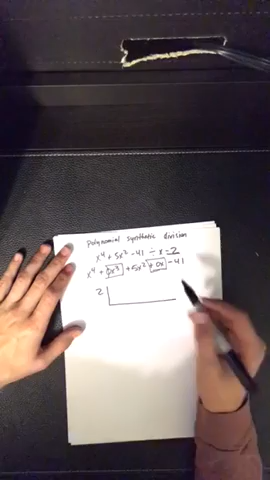 Polynomial synthetic division
x⁴ + 5x² - 41 ÷ x - 2
x⁴ + 0x³ + 5x² + 0x - 41
2